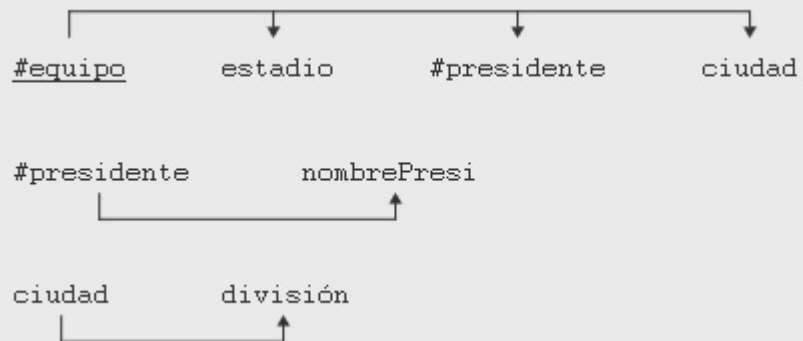 #equipo estadio #presidente ciudad
#presidente nombrePresi
ciudad división